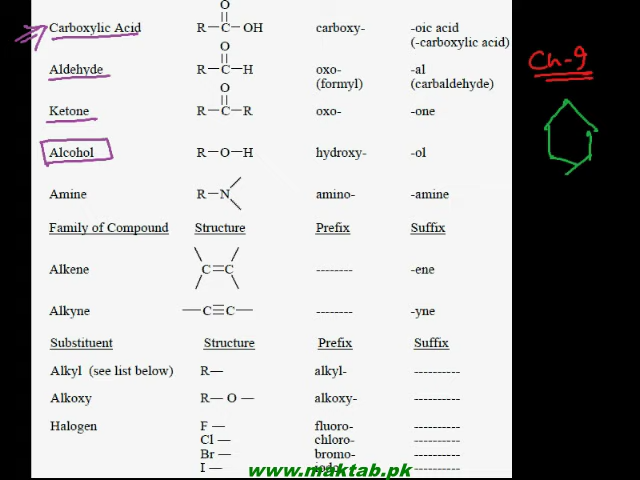 O
Carboxylic Acid R—C—OH carboxy- -oic acid
(-carboxylic acid)
O
Aldehyde R—C—H oxo- -al
(formyl) (carbaldehyde)
O
Ketone R—C—R oxo- -one
Alcohol R—O—H hydroxy- -ol
Amine R—N amino- -amine
Family of Compound Structure Prefix Suffix
Alkene C=C -------- -ene
Alkyne —C≡C— -------- -yne
Substituent Structure Prefix Suffix
Alkyl (see list below) R— alkyl- ----------
Alkoxy R—O— alkoxy- ----------
Halogen F— fluoro- ----------
Cl— chloro- ----------
Br— bromo- ----------
I— iodo- ----------
Ch-9
www.maktab.pk